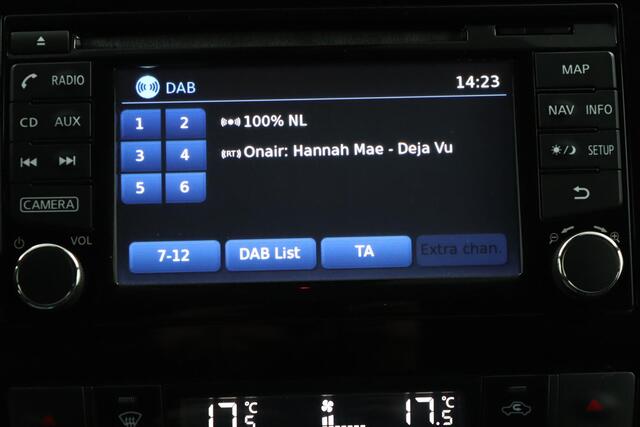 RADIO
CD AUX
CAMERA
VOL
DAB 14:23
1 2 100% NL
3 4 (RT) Onair: Hannah Mae - Deja Vu
5 6
7-12 DAB List TA Extra chan.
MAP
NAV INFO
SETUP
17.5°C 17.5°C